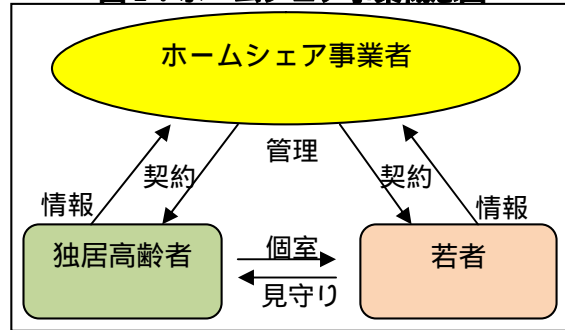 ホームシェア事業者
管理
契約 契約
情報 情報
独居高齢者 個室 若者
見守り